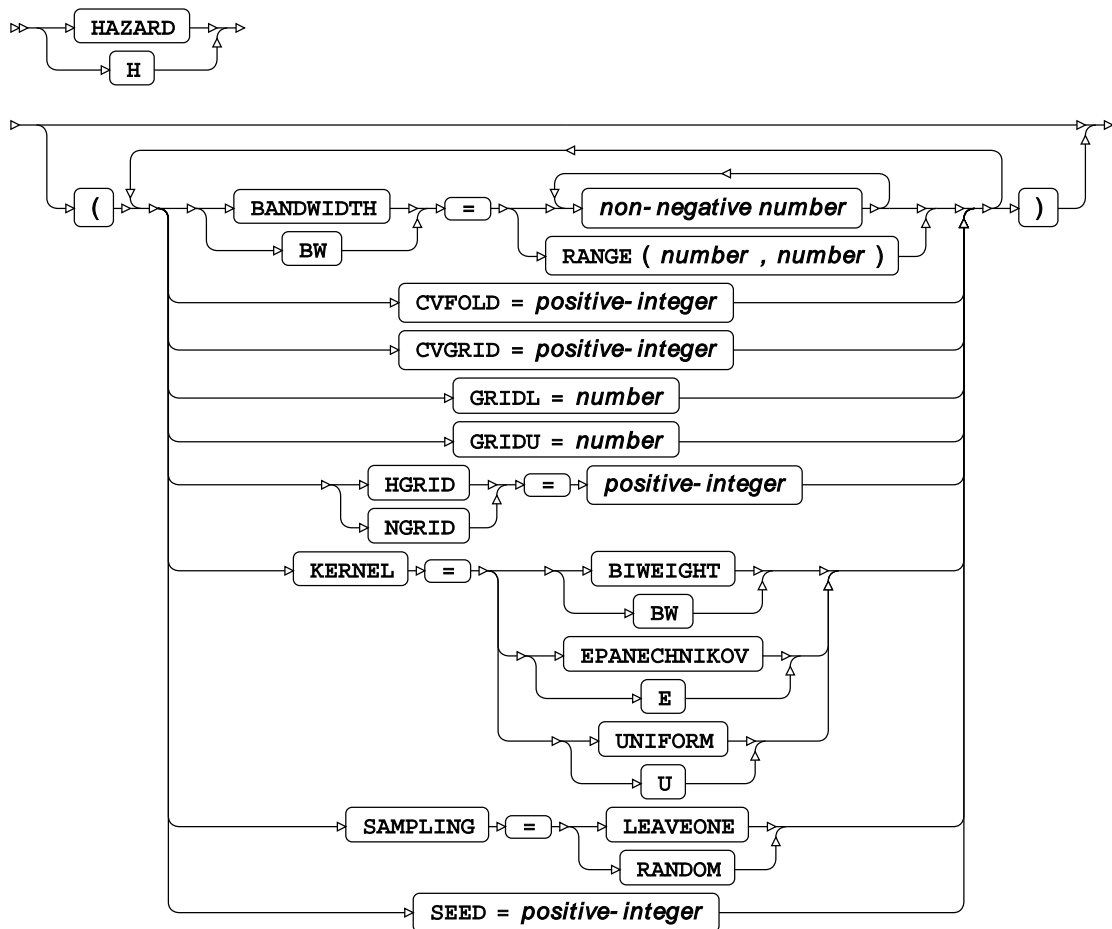 HAZARD
H
( BANDWIDTH = non-negative number )
BW RANGE ( number , number )
CVFOLD = positive-integer
CVGRID = positive-integer
GRIDL = number
GRIDU = number
HGRID = positive-integer
NGRID
KERNEL = BIWEIGHT
BW
EPANECHNIKOV
E
UNIFORM
U
SAMPLING = LEAVEONE
RANDOM
SEED = positive-integer